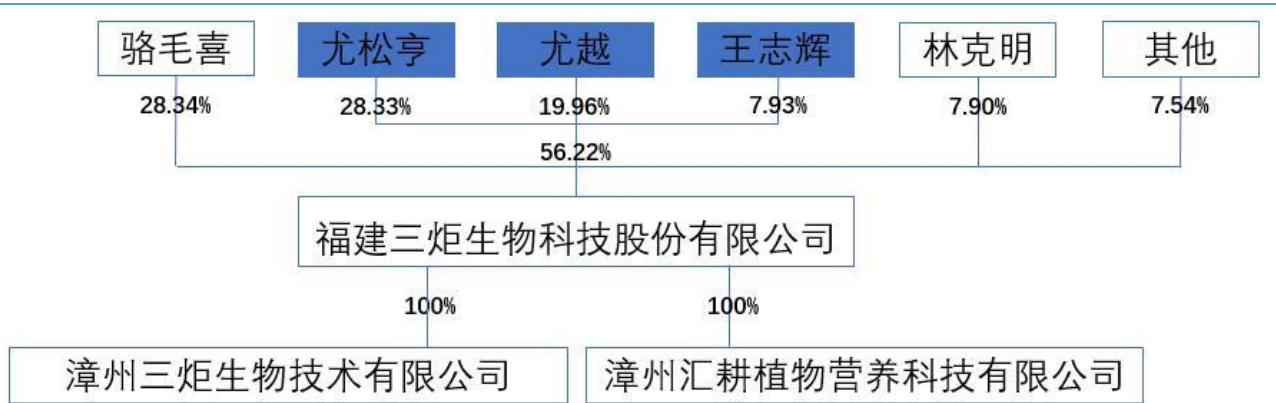 骆毛喜 尤松亨 尤越 王志辉 林克明 其他
28.34% 28.33% 19.96% 7.93% 7.90% 7.54%
56.22%
福建三炬生物科技股份有限公司
100% 100%
漳州三炬生物技术有限公司 漳州汇耕植物营养科技有限公司